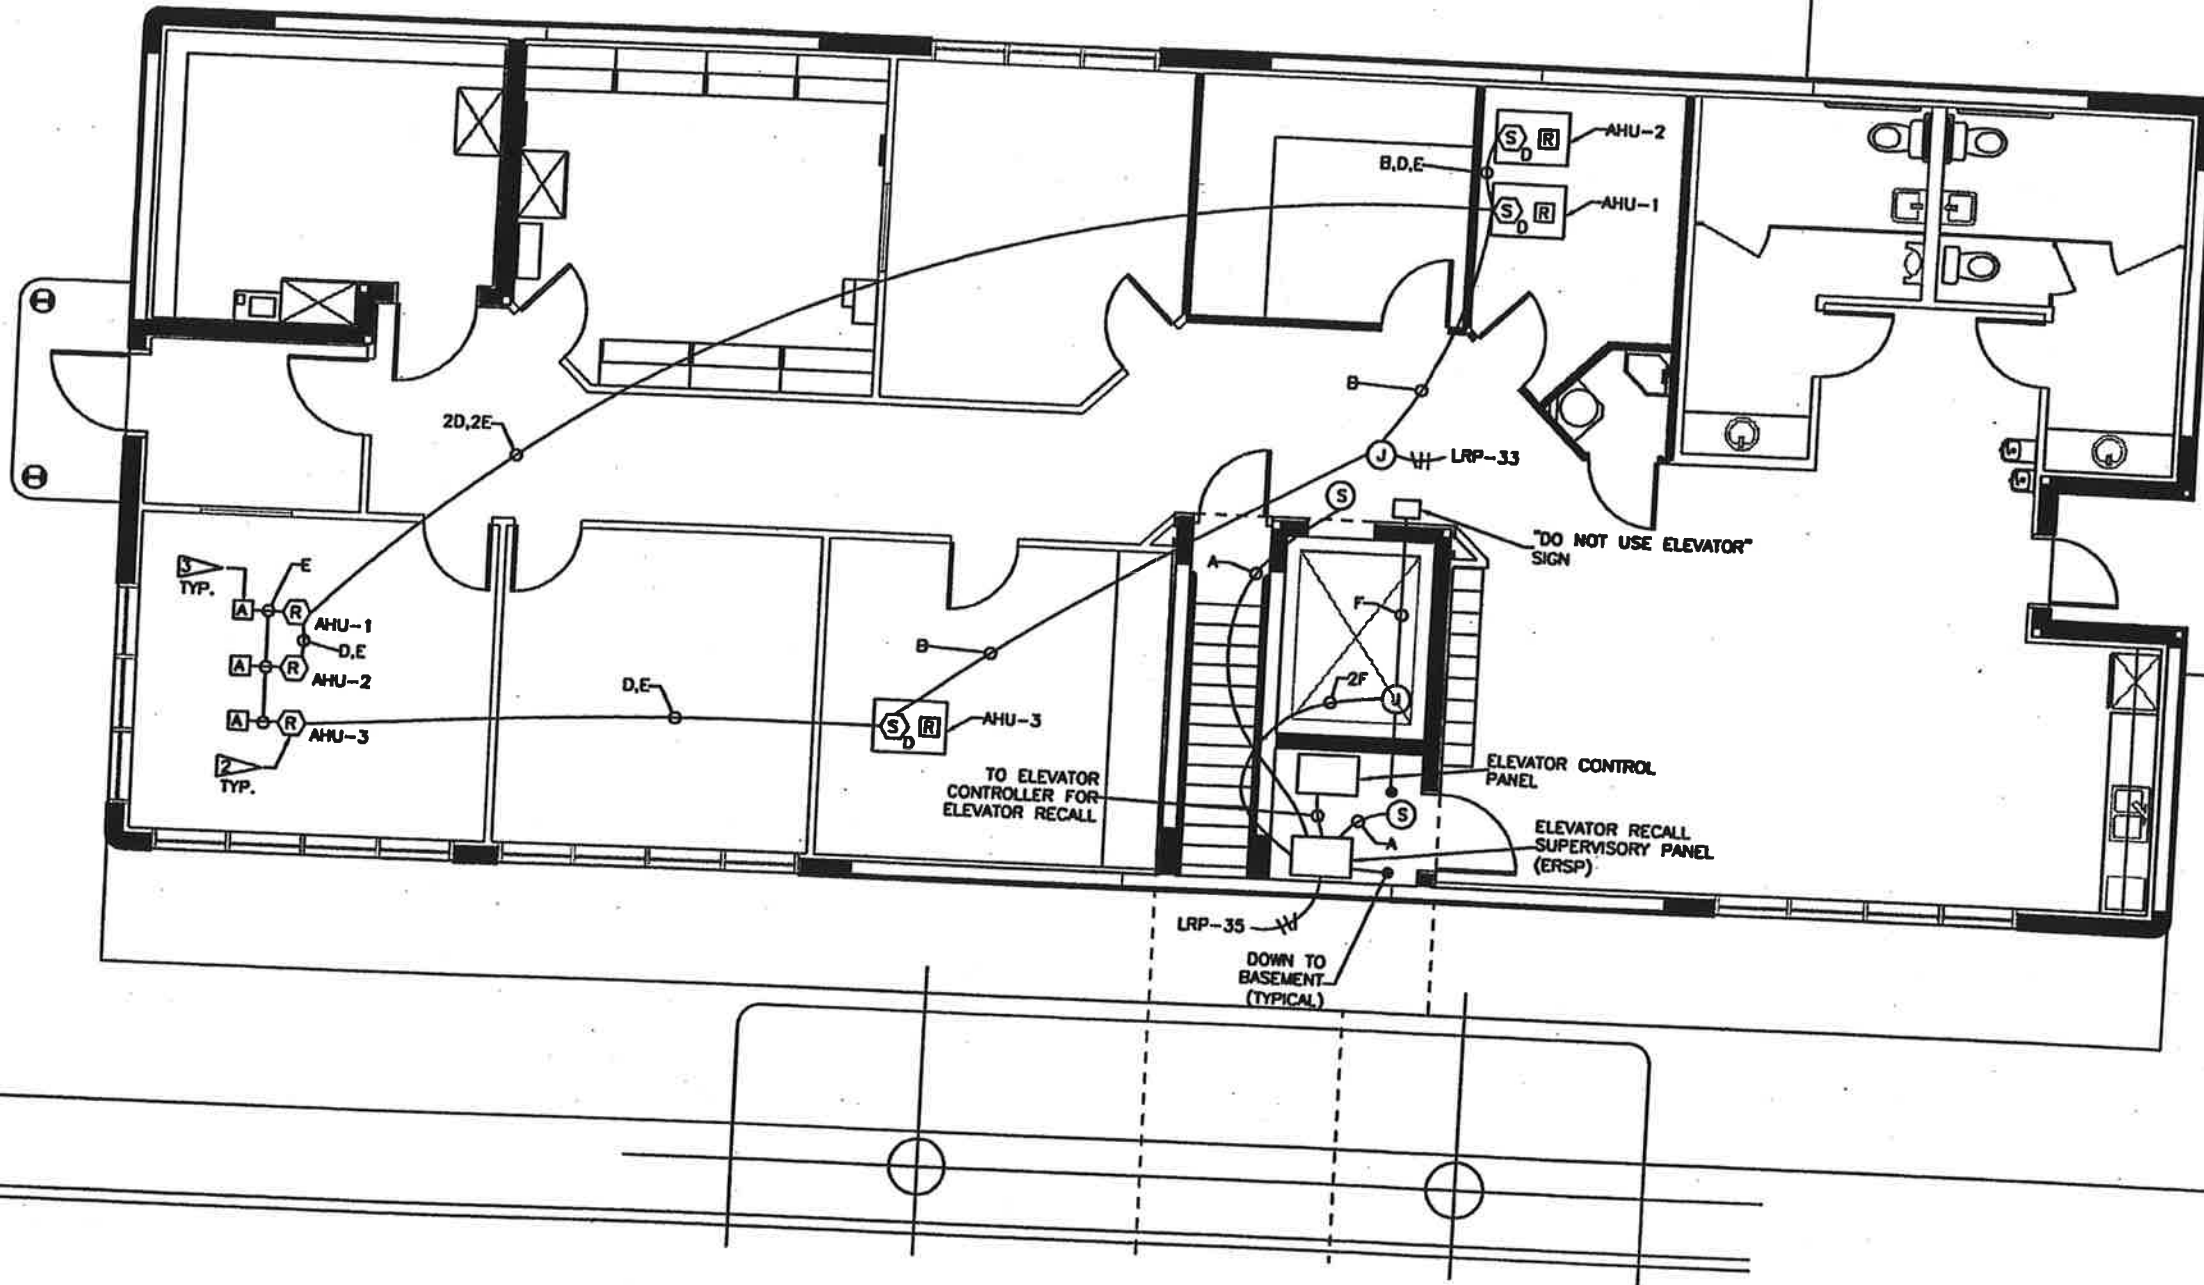 S
D
R
AHU-2
B,D,E
S
D
R
AHU-1
B
2D,2E
J
LRP-33
S
"DO NOT USE ELEVATOR"
SIGN
A
3
TYP.
E
A
R
AHU-1
D,E
A
R
AHU-2
A
R
AHU-3
2
TYP.
D,E
B
S
D
R
AHU-3
F
2F
J
TO ELEVATOR
CONTROLLER FOR
ELEVATOR RECALL
ELEVATOR CONTROL
PANEL
S
A
ELEVATOR RECALL
SUPERVISORY PANEL
(ERSP)
LRP-35
DOWN TO
BASEMENT
(TYPICAL)